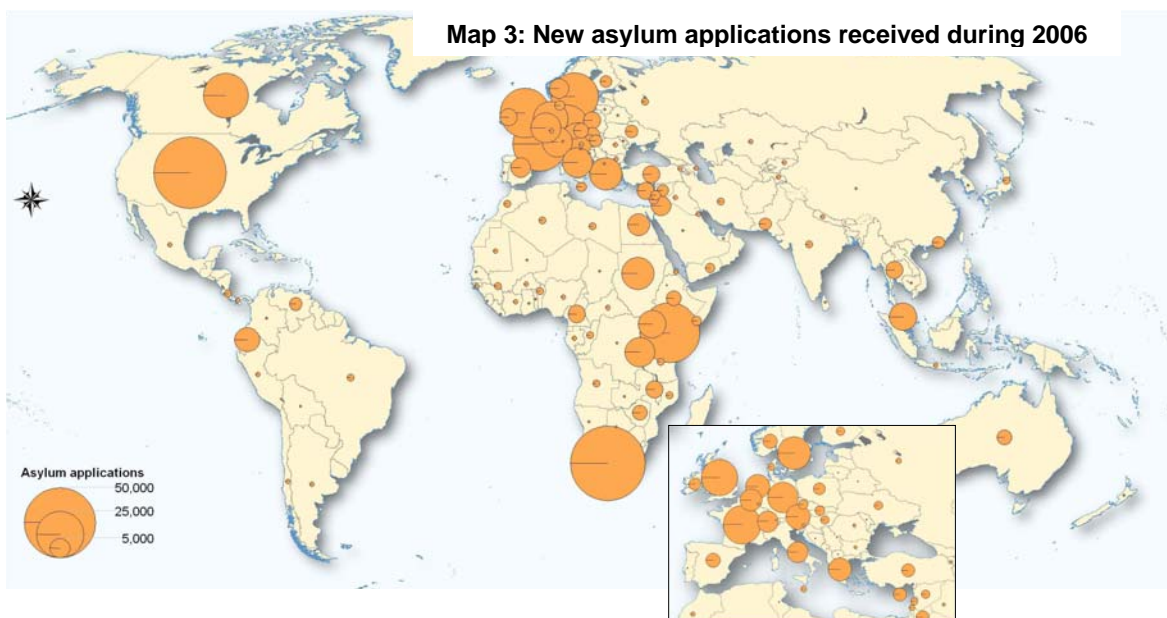 Map 3: New asylum applications received during 2006
Asylum applications
50,000
25,000
5,000